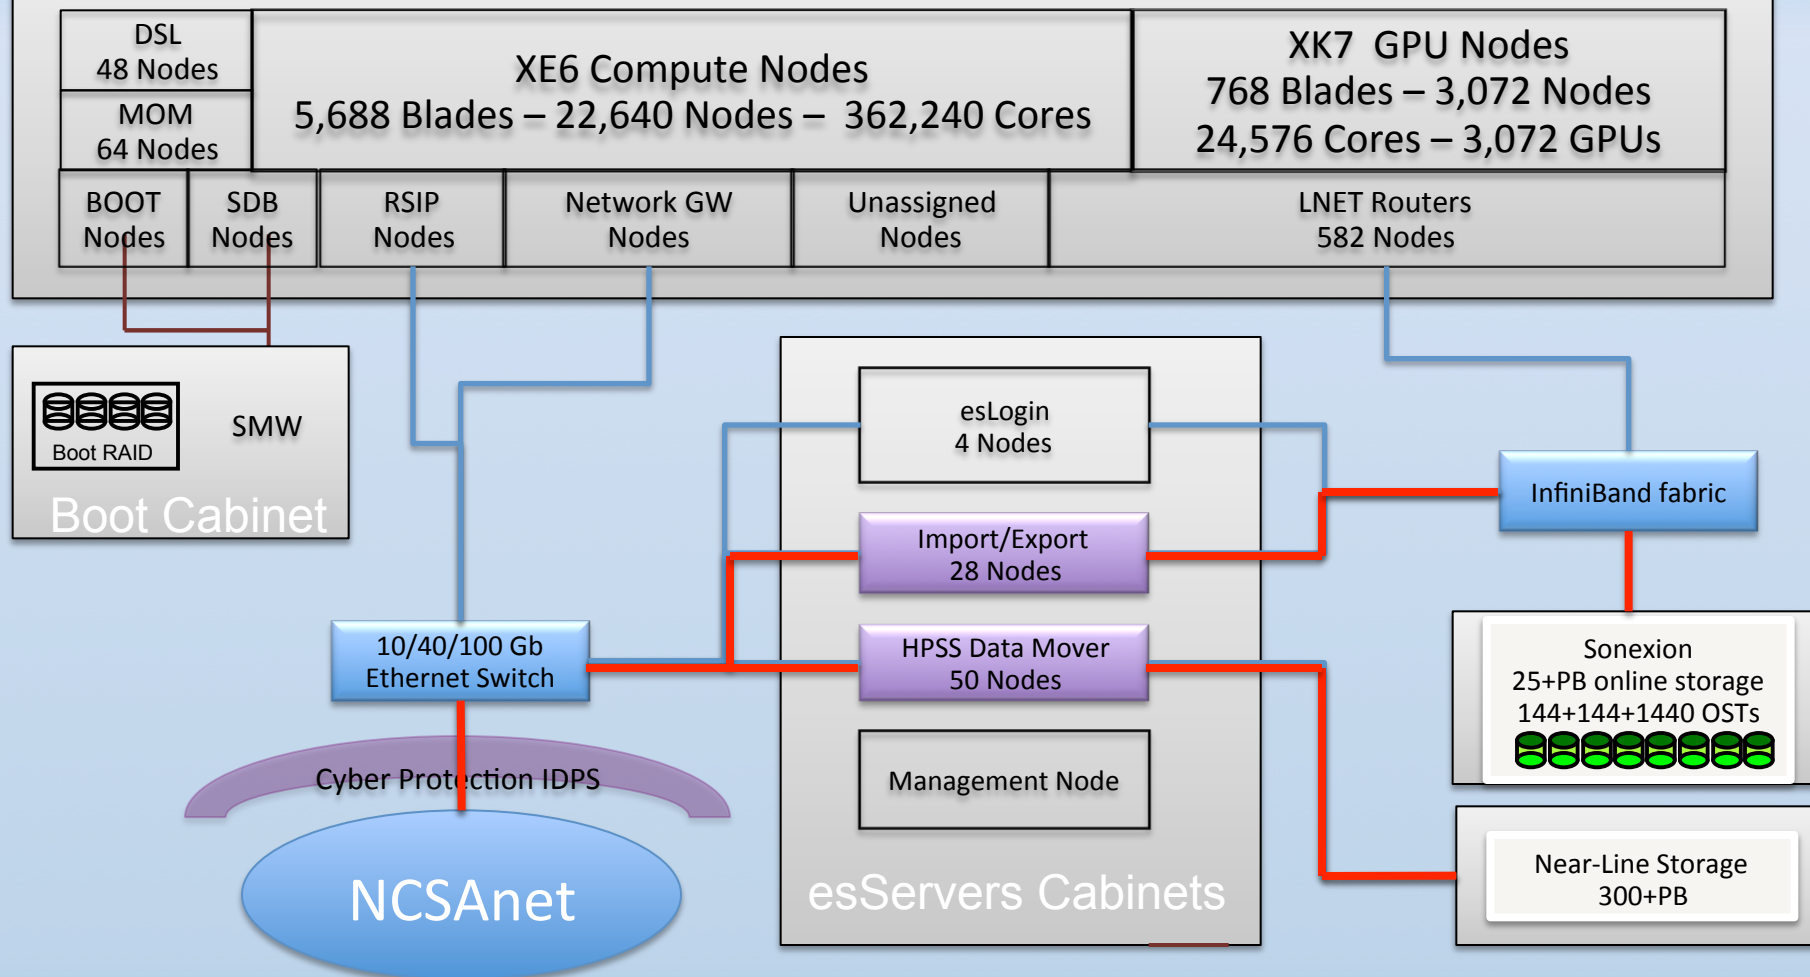 DSL
48 Nodes
MOM
64 Nodes
XE6 Compute Nodes
5,688 Blades – 22,640 Nodes –  362,240 Cores
XK7  GPU Nodes
768 Blades – 3,072 Nodes
24,576 Cores – 3,072 GPUs
BOOT
Nodes
SDB
Nodes
RSIP
Nodes
Network GW
Nodes
Unassigned
Nodes
LNET Routers
582 Nodes
Boot RAID
SMW
Boot Cabinet
esLogin
4 Nodes
Import/Export
28 Nodes
HPSS Data Mover
50 Nodes
Management Node
esServers Cabinets
InfiniBand fabric
10/40/100 Gb
Ethernet Switch
Cyber Protection IDPS
NCSAnet
Sonexion
25+PB online storage
144+144+1440 OSTs
Near-Line Storage
300+PB